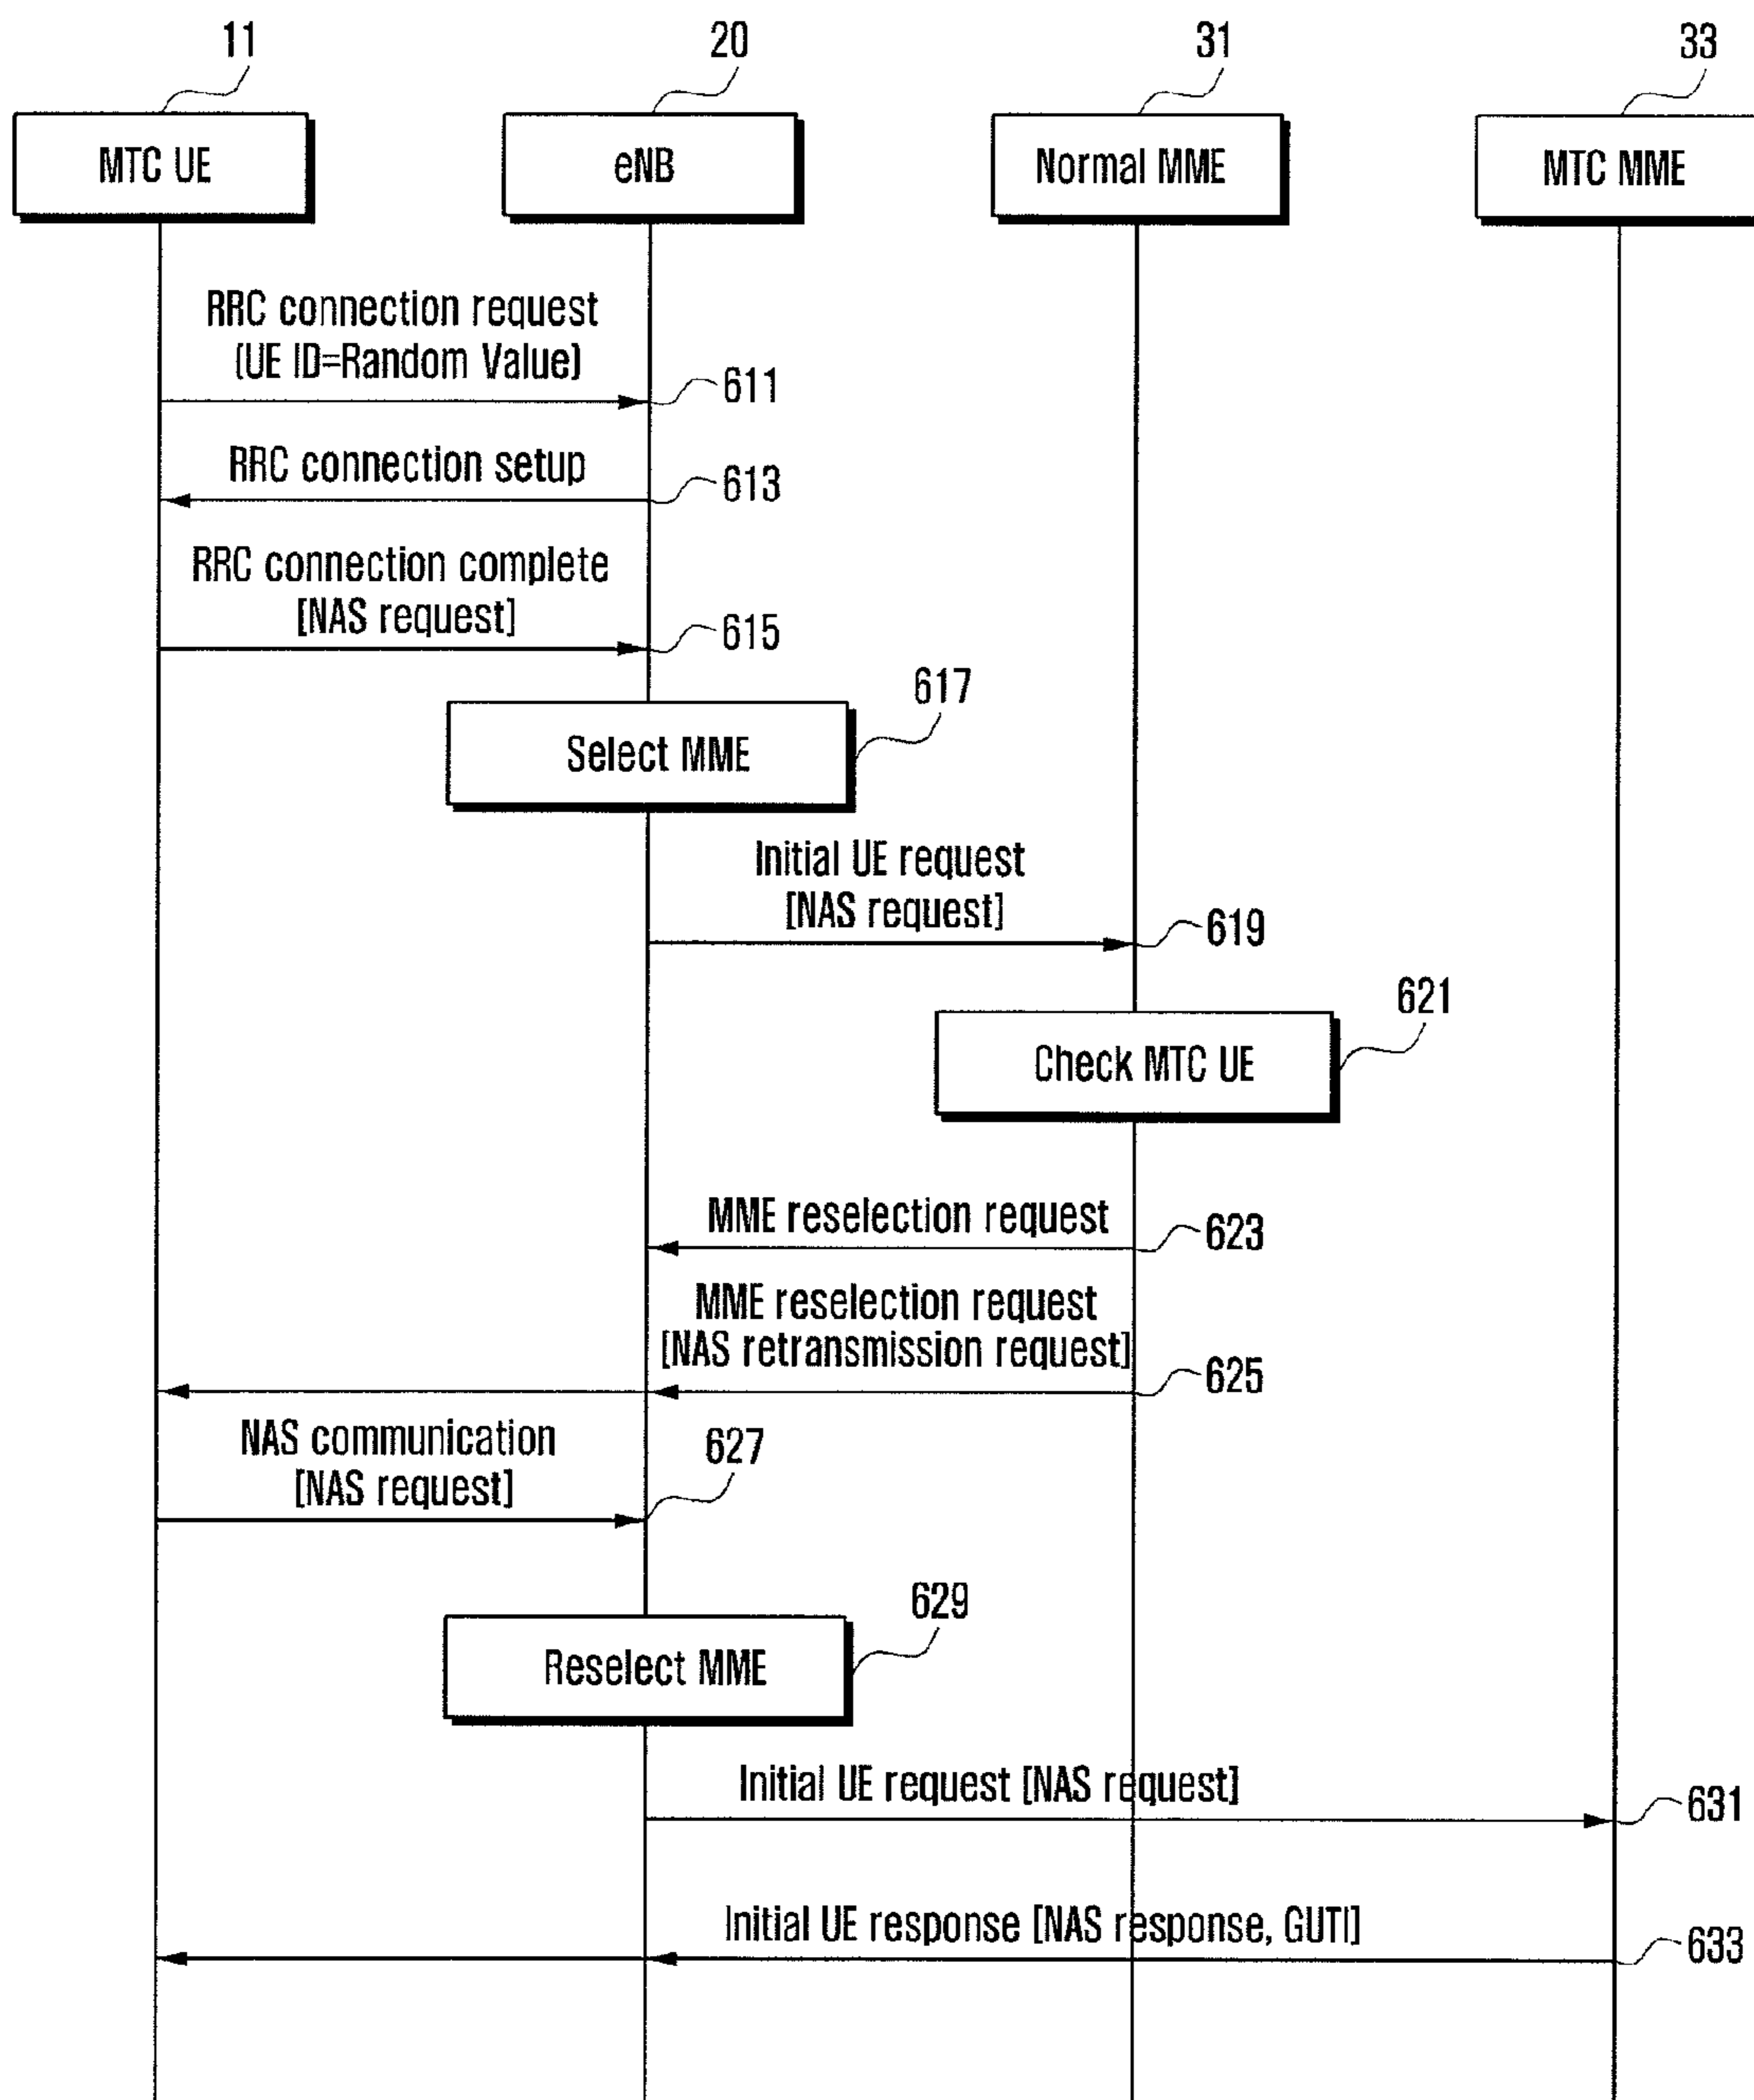 11
20
31
33
MTC UE
eNB
Normal MME
MTC MME
RRC connection request
(UE ID=Random Value)
611
RRC connection setup
613
RRC connection complete
[NAS request]
615
617
Select MME
Initial UE request
[NAS request]
619
621
Check MTC UE
MME reselection request
623
MME reselection request
[NAS retransmission request]
625
NAS communication
[NAS request]
627
629
Reselect MME
Initial UE request [NAS request]
631
Initial UE response [NAS response, GUTI]
633